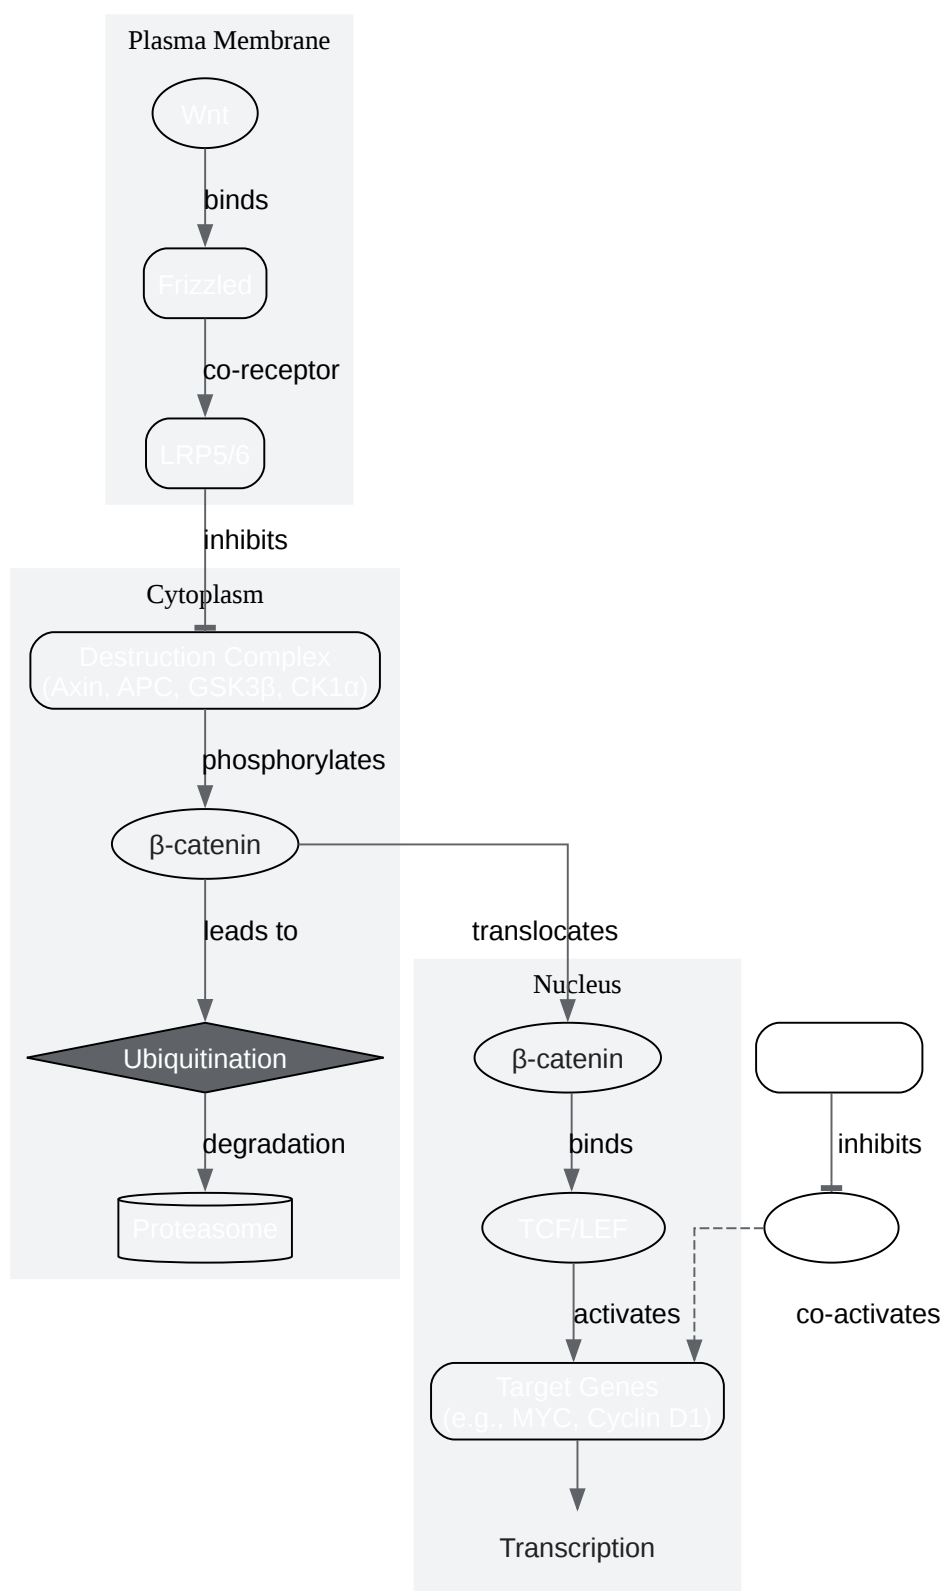 Plasma Membrane
Wnt
binds
Frizzled
co-receptor
LRP5/6
inhibits
Cytoplasm
Destruction Complex
(Axin, APC, GSK3β, CK1α)
phosphorylates
β-catenin
leads to
translocates
Nucleus
Ubiquitination
β-catenin
degradation
binds
inhibits
Proteasome
TCF/LEF
activates
co-activates
Target Genes
(e.g., MYC, Cyclin D1)
Transcription